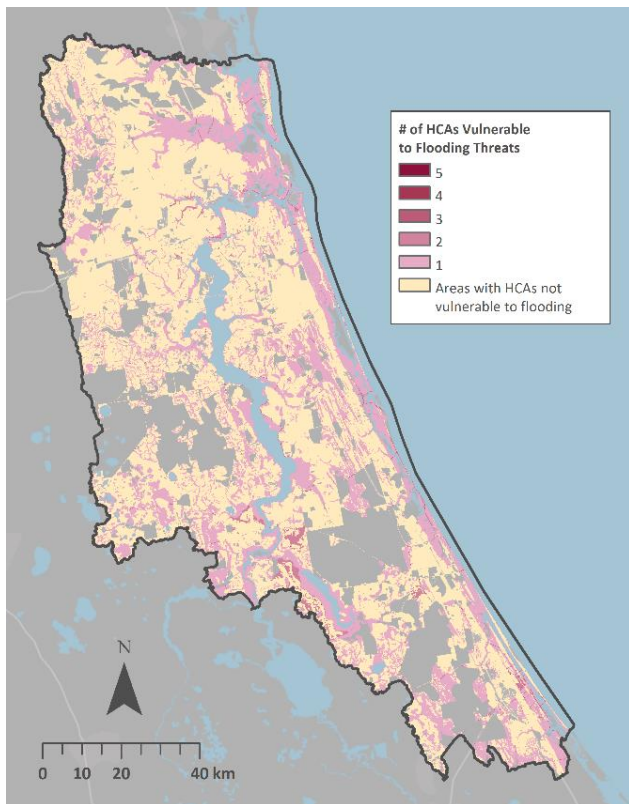 # of HCAs Vulnerable
to Flooding Threats
5
4
3
2
1
Areas with HCAs not
vulnerable to flooding
N
0 10 20 40 km